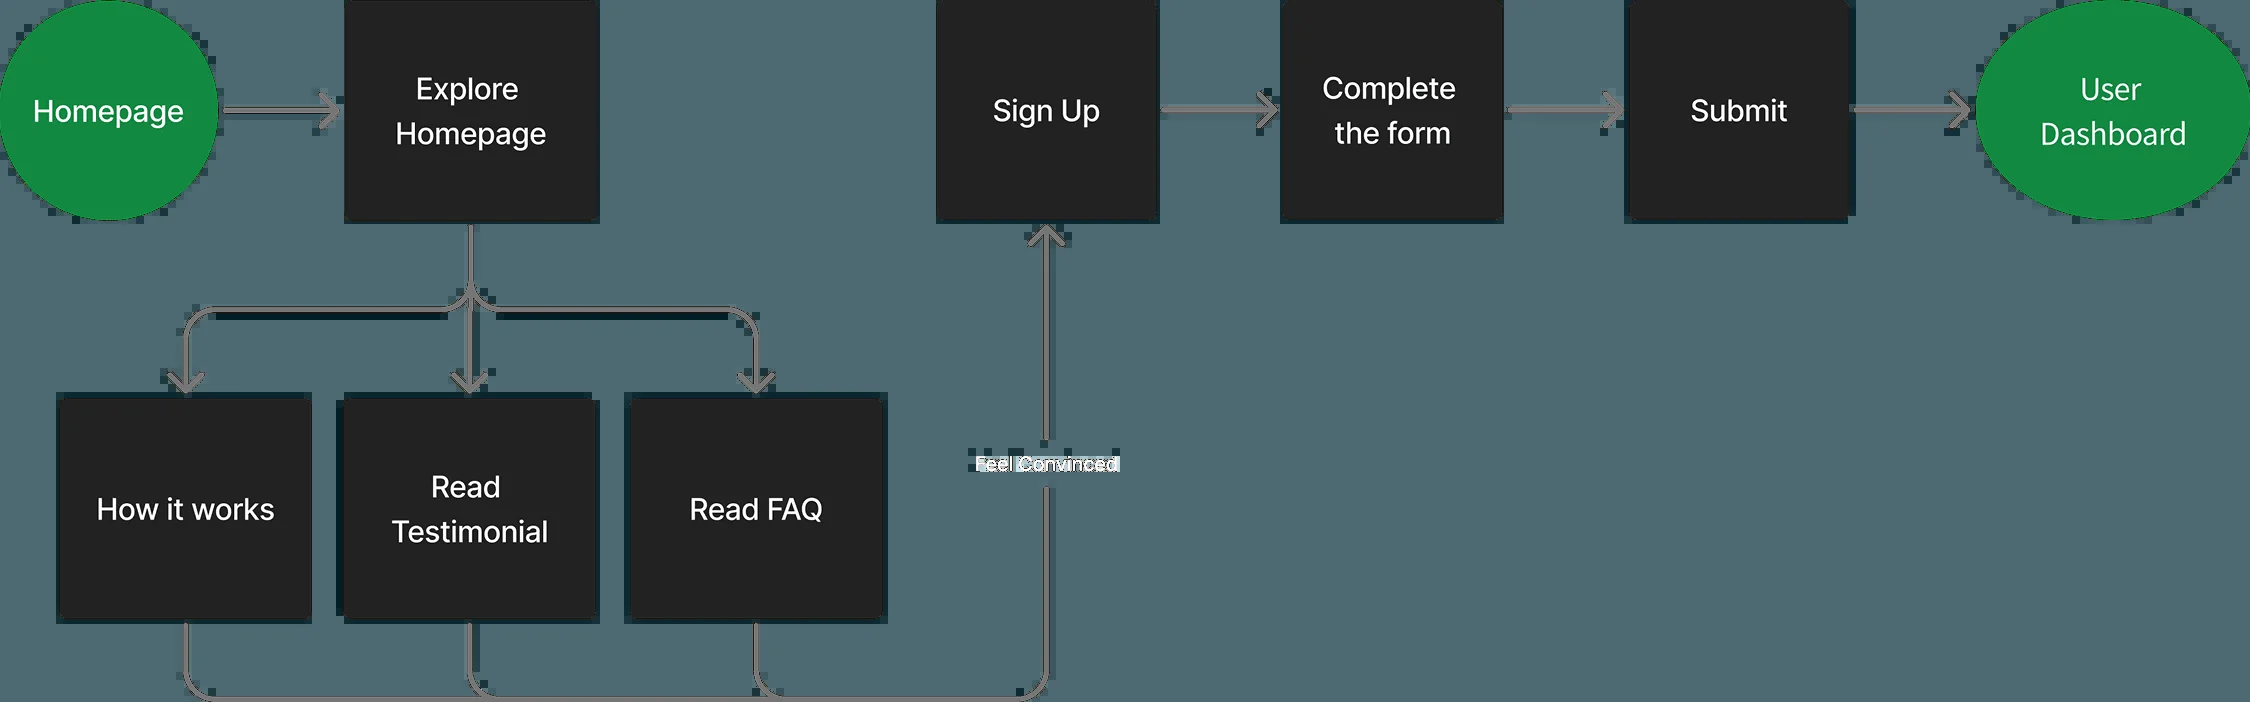 Homepage
Explore
Homepage
Sign Up
Complete
the form
Submit
User
Dashboard
Feel Convinced
How it works
Read
Testimonial
Read FAQ